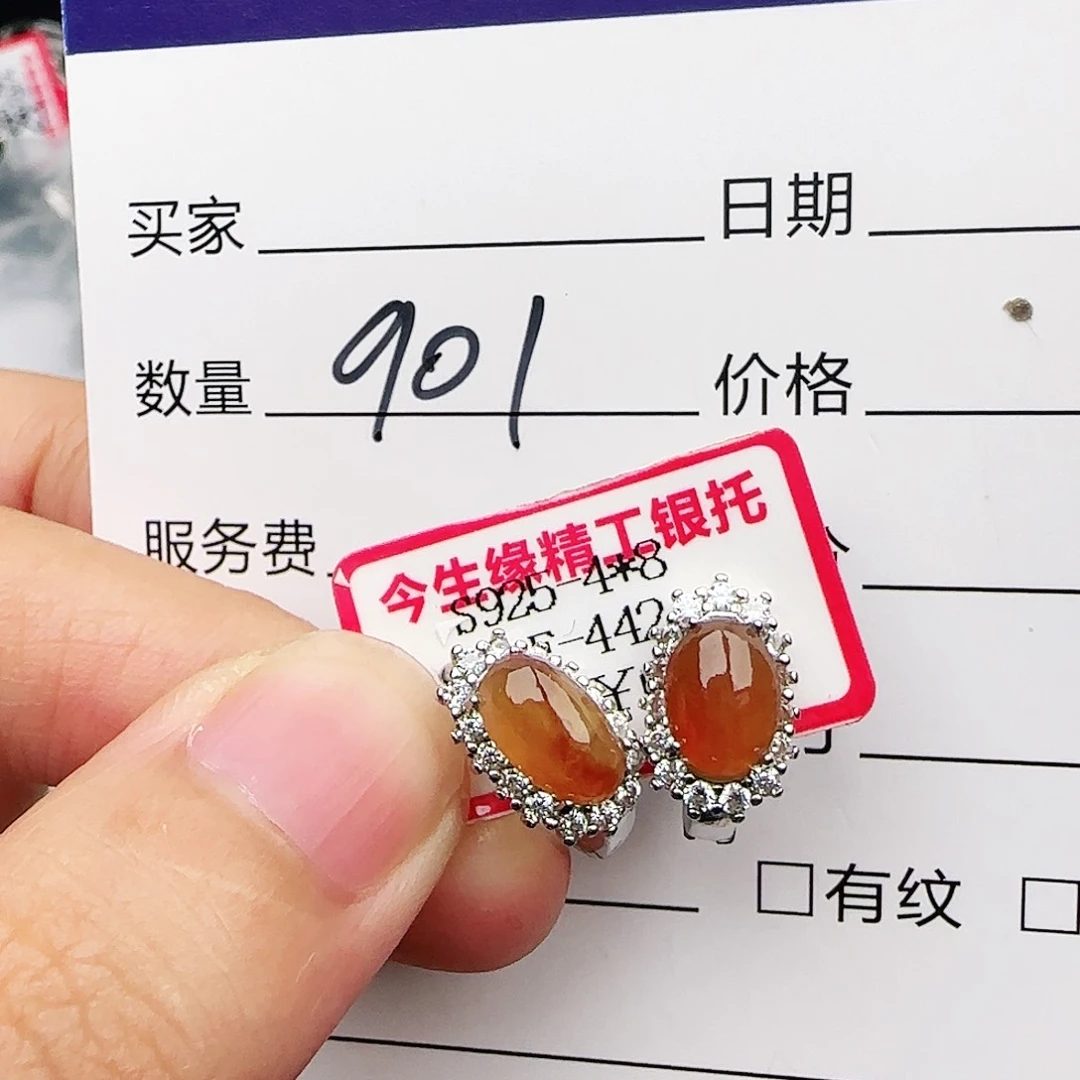 买家 日期
数量 901 价格
服务费
今生缘精工银托
S925-4*8
-442
¥
□有纹 □